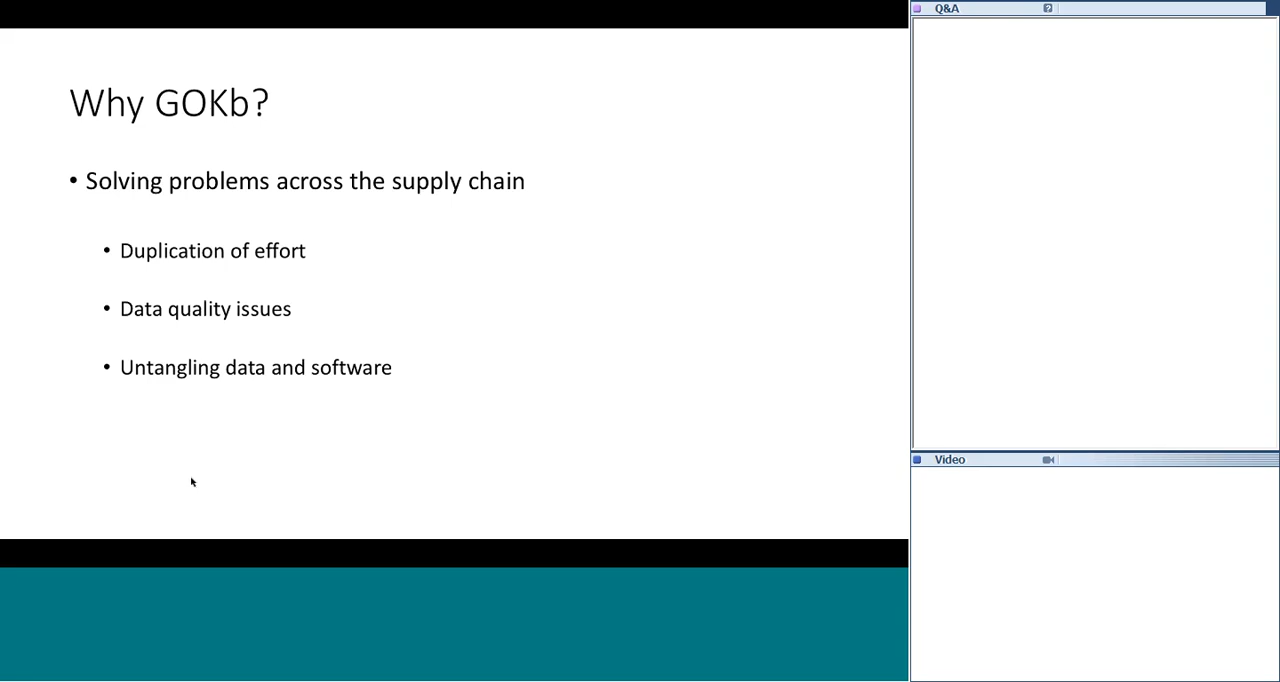 Why GOKb?
• Solving problems across the supply chain
• Duplication of effort
• Data quality issues
• Untangling data and software
Q&A
?
Video